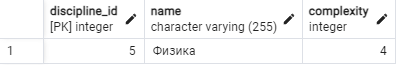 discipline_id name complexity
[PK] integer character varying (255) integer
1 5 Физика 4